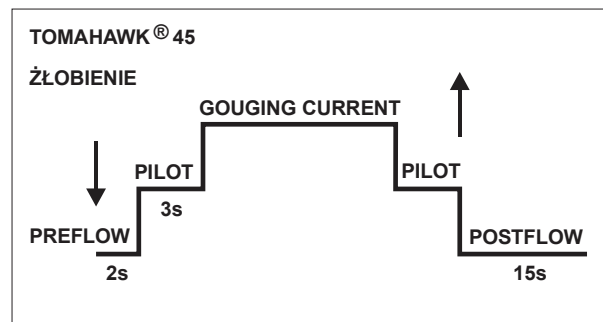 TOMAHAWK ® 45
ŻŁOBIENIE
GOUGING CURRENT
PILOT
PILOT
3s
PREFLOW
POSTFLOW
2s
15s